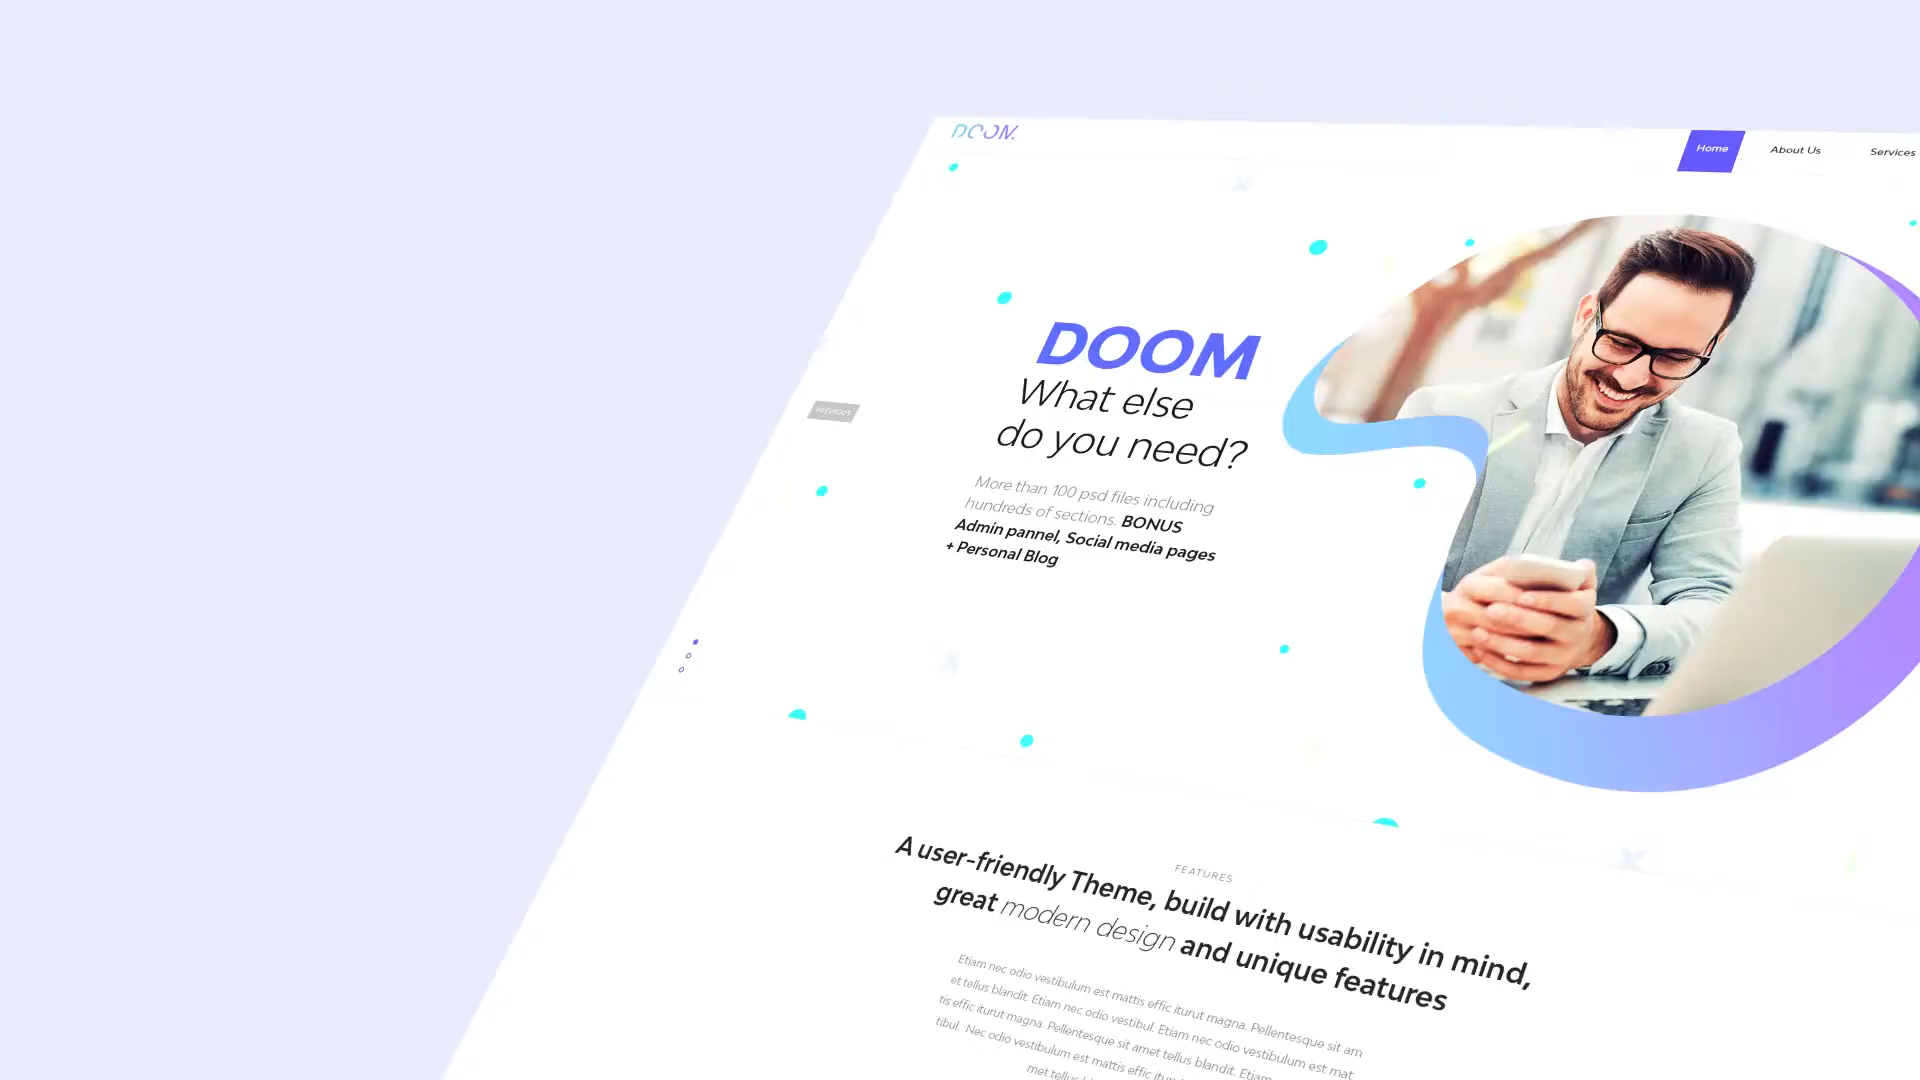 DOOM.
Home
About Us
Services
DOOM
What else
do you need?
PREVIOUS
More than 100 psd files including
hundreds of sections. BONUS
Admin pannel, Social media pages
+ Personal Blog
FEATURES
A user-friendly Theme, build with usability in mind,
great modern design and unique features
Etiam nec odio vestibulum est mattis effic iturut magna. Pellentesque sit am
et tellus blandit. Etiam nec odio vestibul. Etiam nec odio vestibulum est mat
tis effic iturut magna. Pellentesque sit amet tellus blandit. Etiam
tibul. Nec odio vestibulum est mattis effic
met tellus